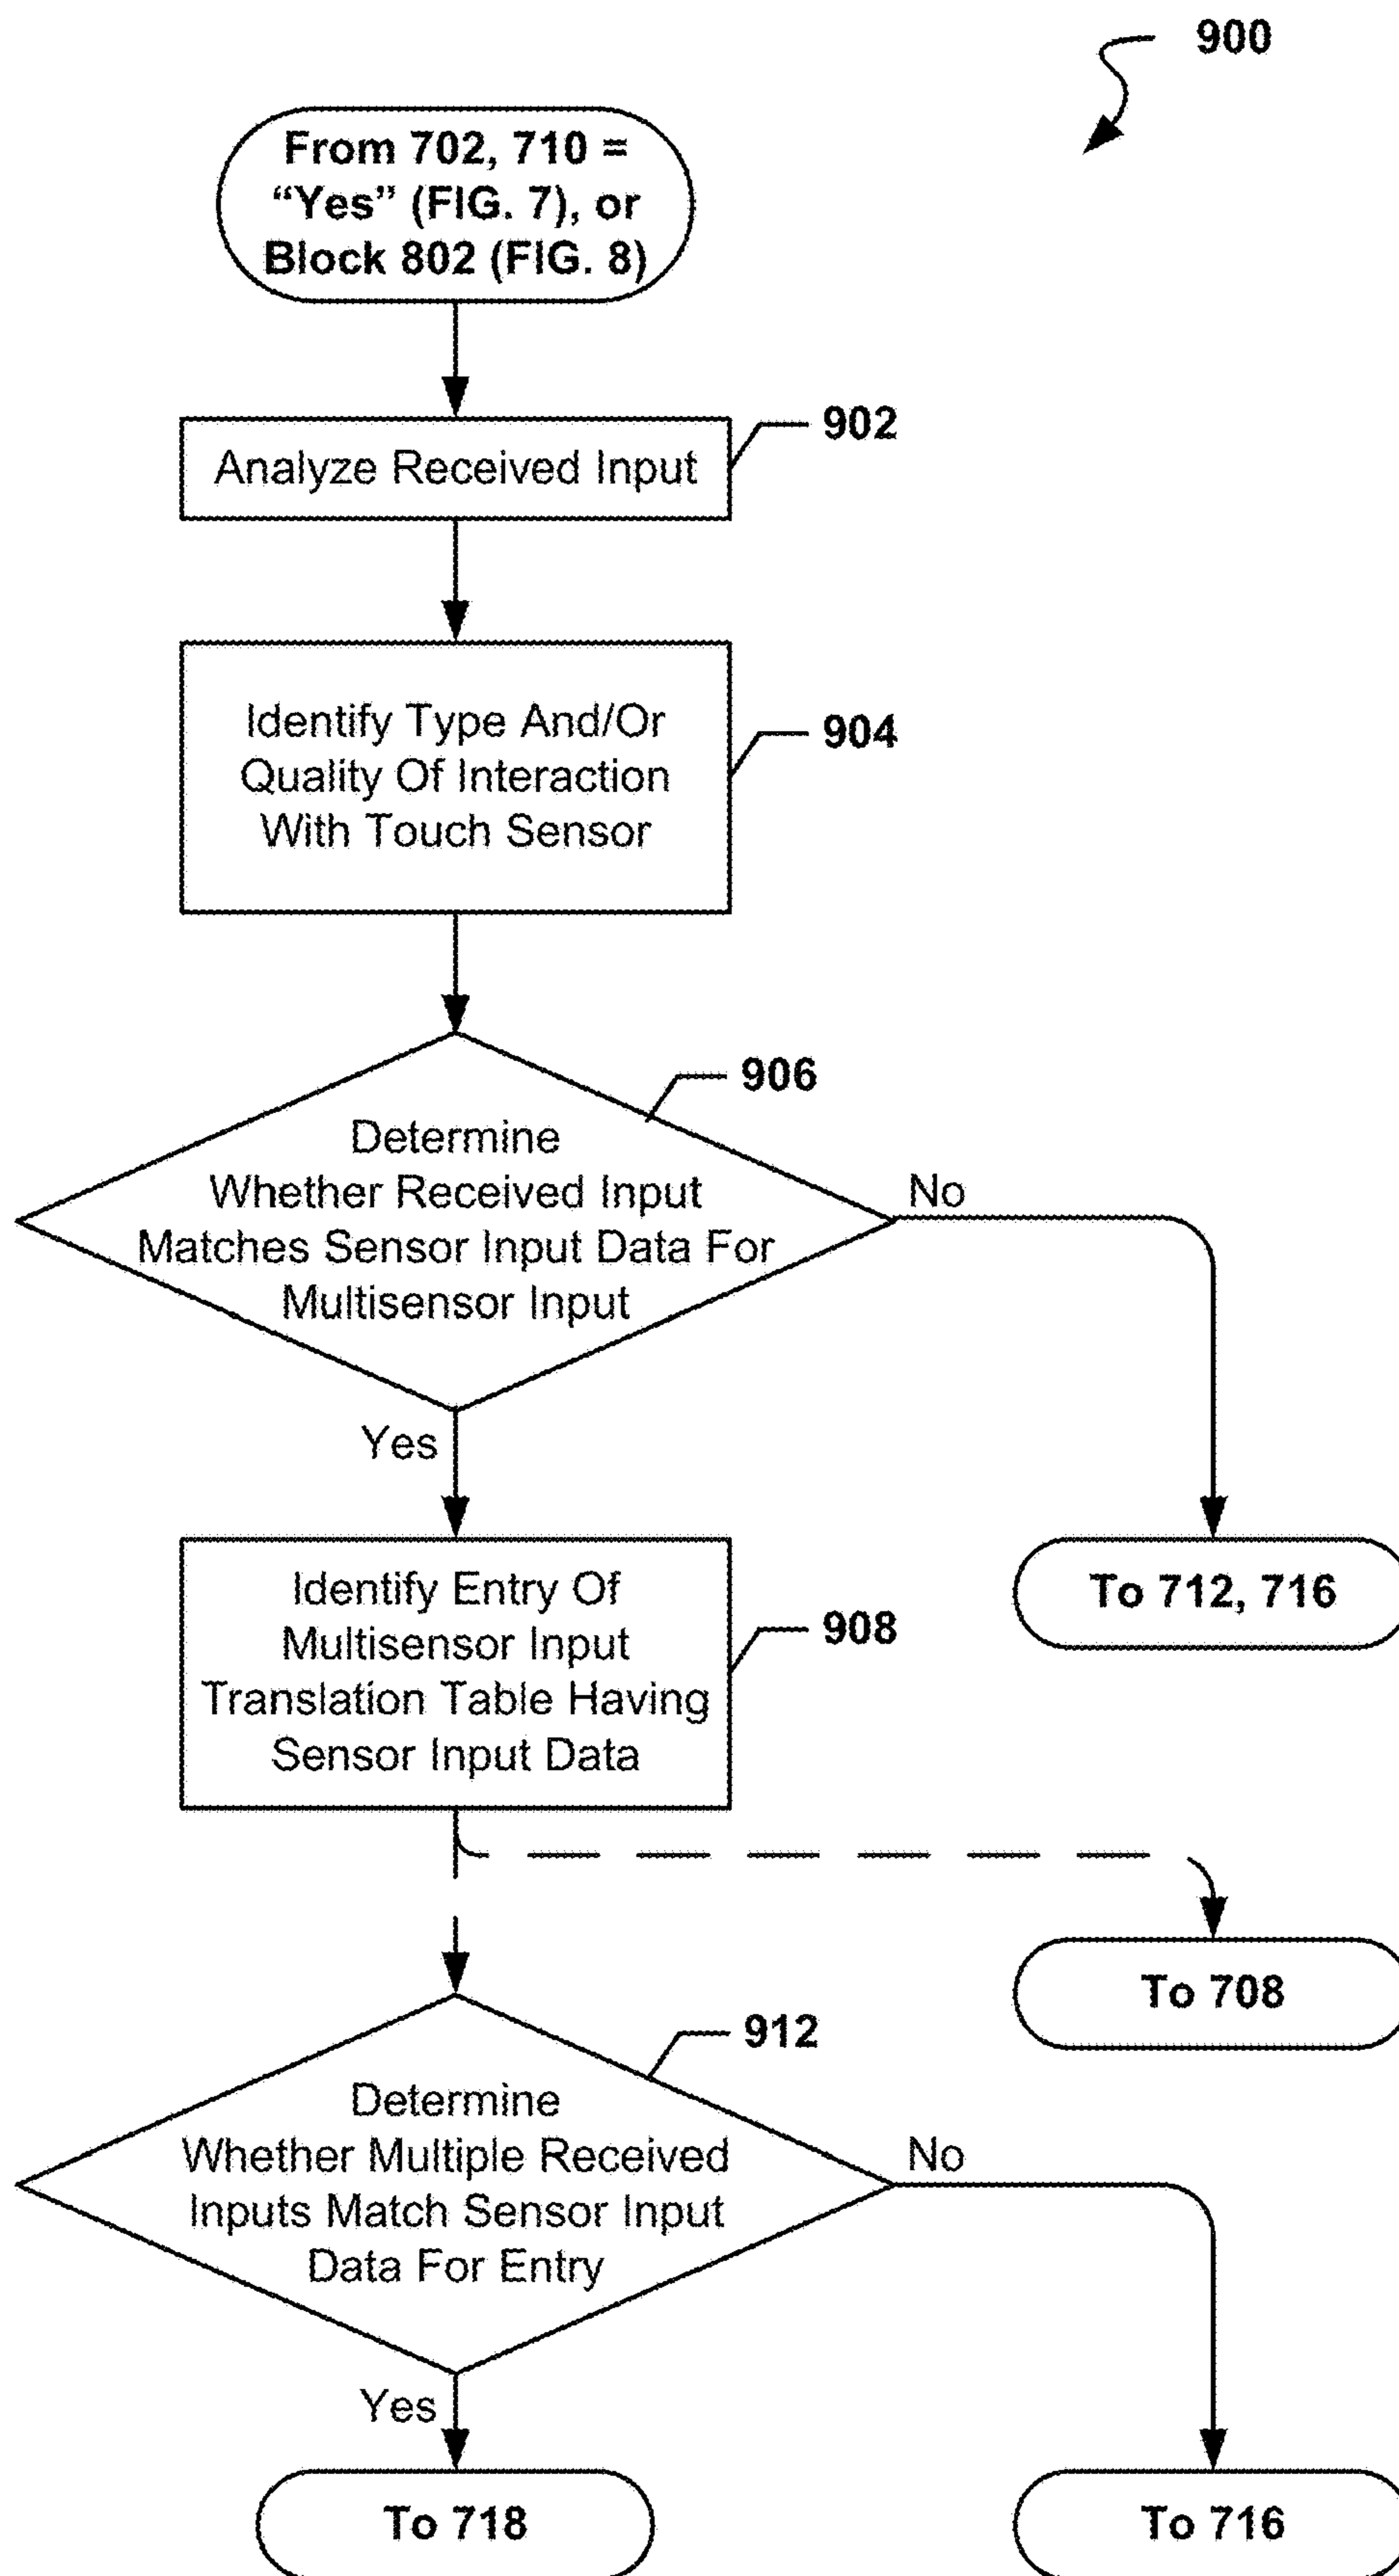 900
From 702, 710 =
“Yes” (FIG. 7), or
Block 802 (FIG. 8)
902
Analyze Received Input
904
Identify Type And/Or
Quality Of Interaction
With Touch Sensor
906
Determine
Whether Received Input
Matches Sensor Input Data For
Multisensor Input
No
Yes
To 712, 716
908
Identify Entry Of
Multisensor Input
Translation Table Having
Sensor Input Data
To 708
912
Determine
Whether Multiple Received
Inputs Match Sensor Input
Data For Entry
No
Yes
To 718
To 716